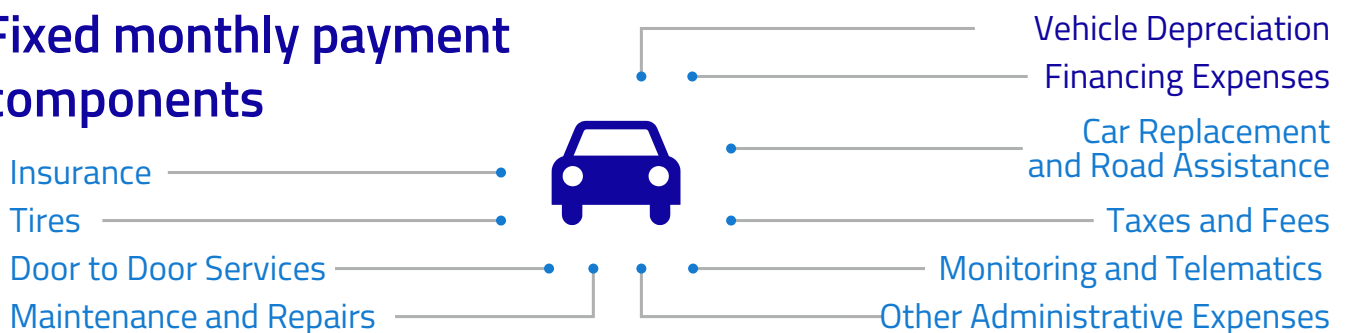 Fixed monthly payment
components
Insurance
Tires
Door to Door Services
Maintenance and Repairs
Vehicle Depreciation
Financing Expenses
Car Replacement
and Road Assistance
Taxes and Fees
Monitoring and Telematics
Other Administrative Expenses